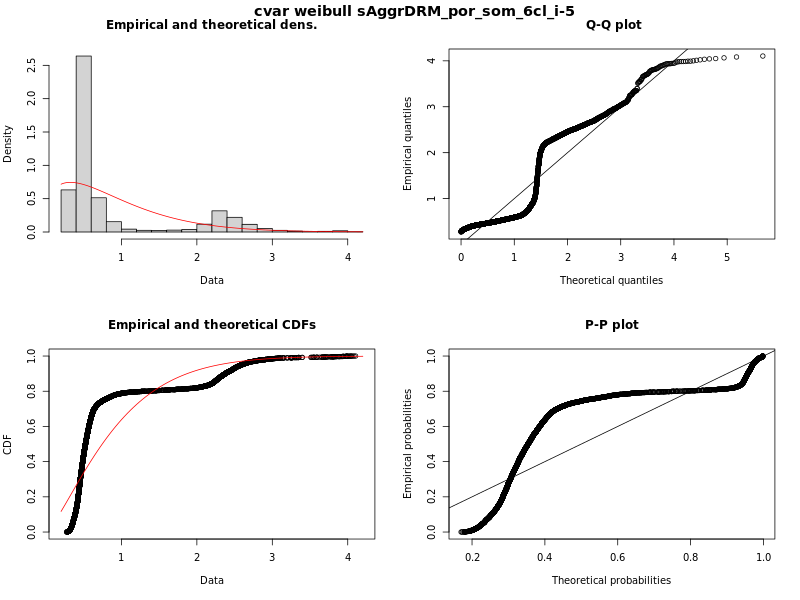 cvar weibull sAggrDRM_por_som_6cl_i-5
Empirical and theoretical dens.
Density
0.0 0.5 1.0 1.5 2.0 2.5
1 2 3 4
Data
Q-Q plot
Empirical quantiles
1 2 3 4
0 1 2 3 4 5
Theoretical quantiles
Empirical and theoretical CDFs
CDF
0.0 0.2 0.4 0.6 0.8 1.0
1 2 3 4
Data
P-P plot
Empirical probabilities
0.0 0.2 0.4 0.6 0.8 1.0
0.2 0.4 0.6 0.8 1.0
Theoretical probabilities